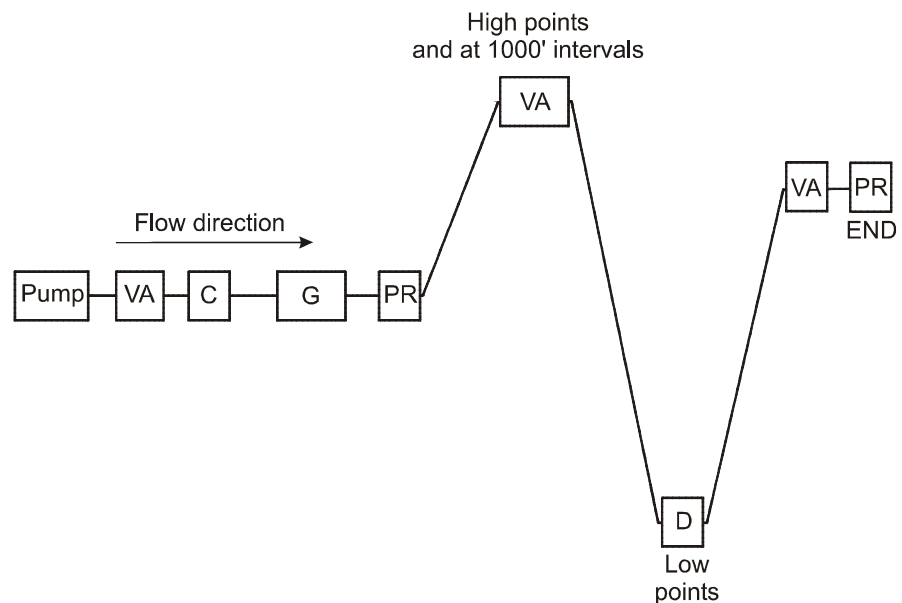 High points
and at 1000' intervals
VA
VA
PR
END
Flow direction
Pump
VA
C
G
PR
D
Low
points